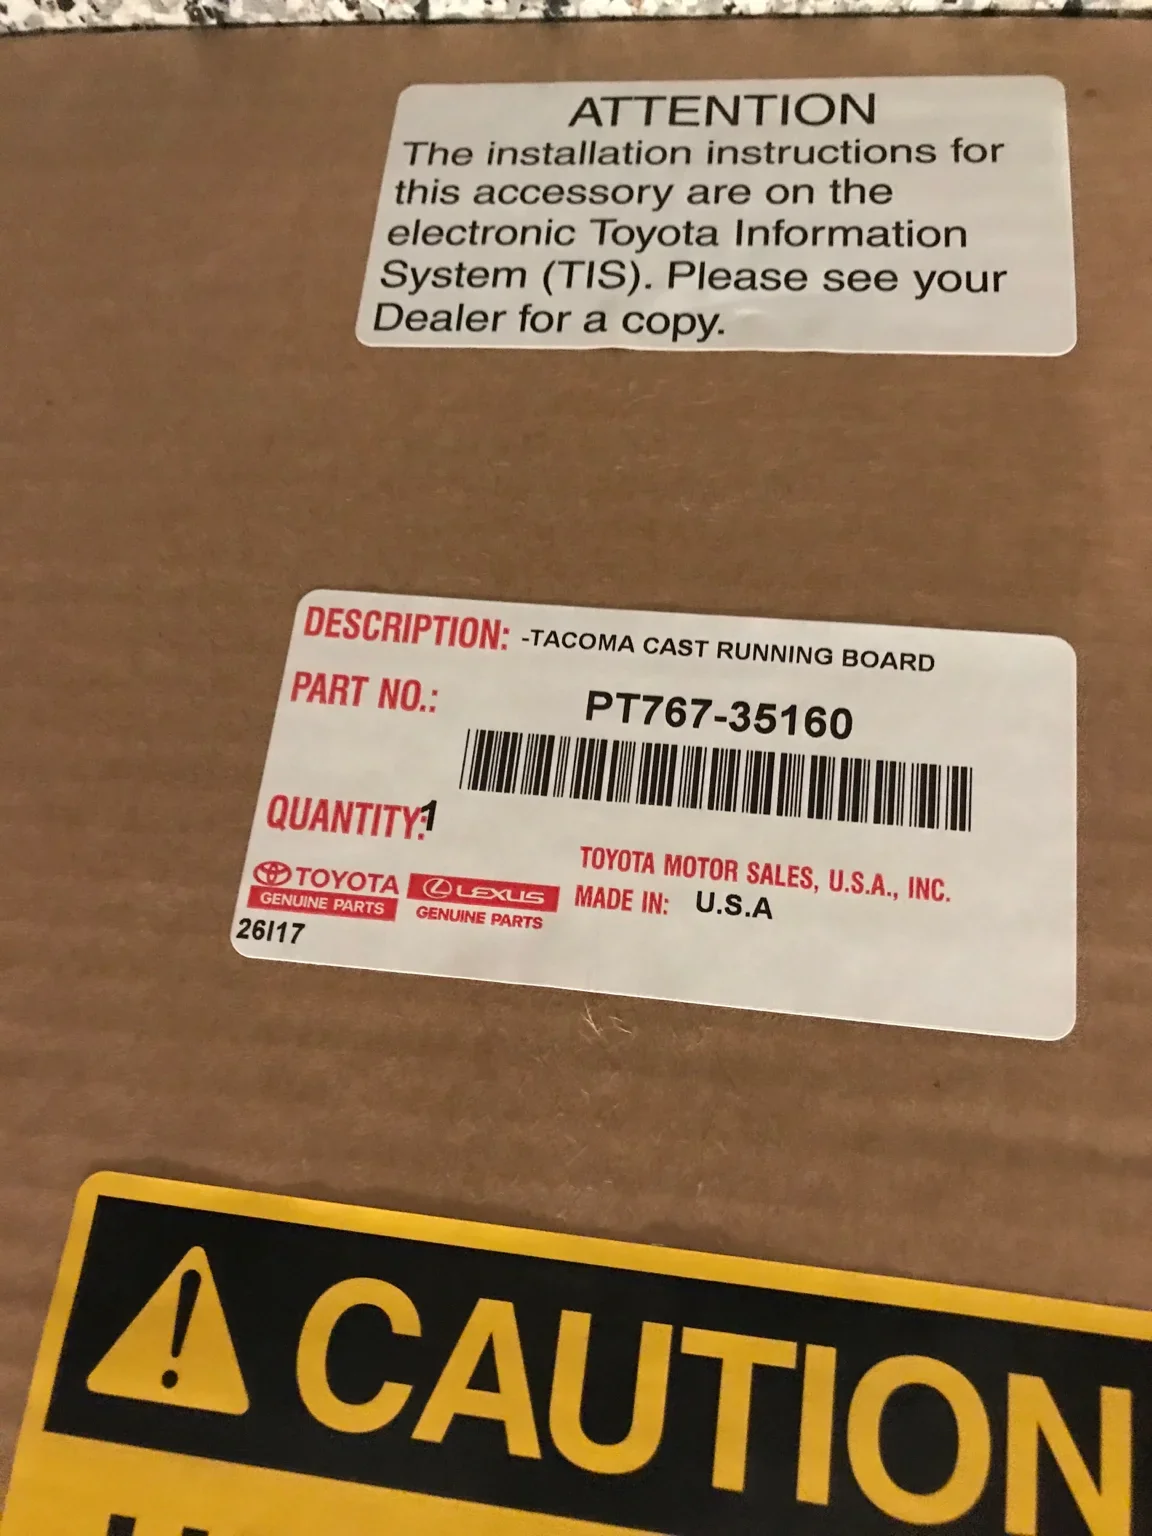 ATTENTION
The installation instructions for
this accessory are on the
electronic Toyota Information
System (TIS). Please see your
Dealer for a copy.
DESCRIPTION: -TACOMA CAST RUNNING BOARD
PART NO.: PT767-35160
QUANTITY:1
TOYOTA MOTOR SALES, U.S.A., INC.
TOYOTA LEXUS MADE IN: U.S.A
GENUINE PARTS GENUINE PARTS
26I17
CAUTION